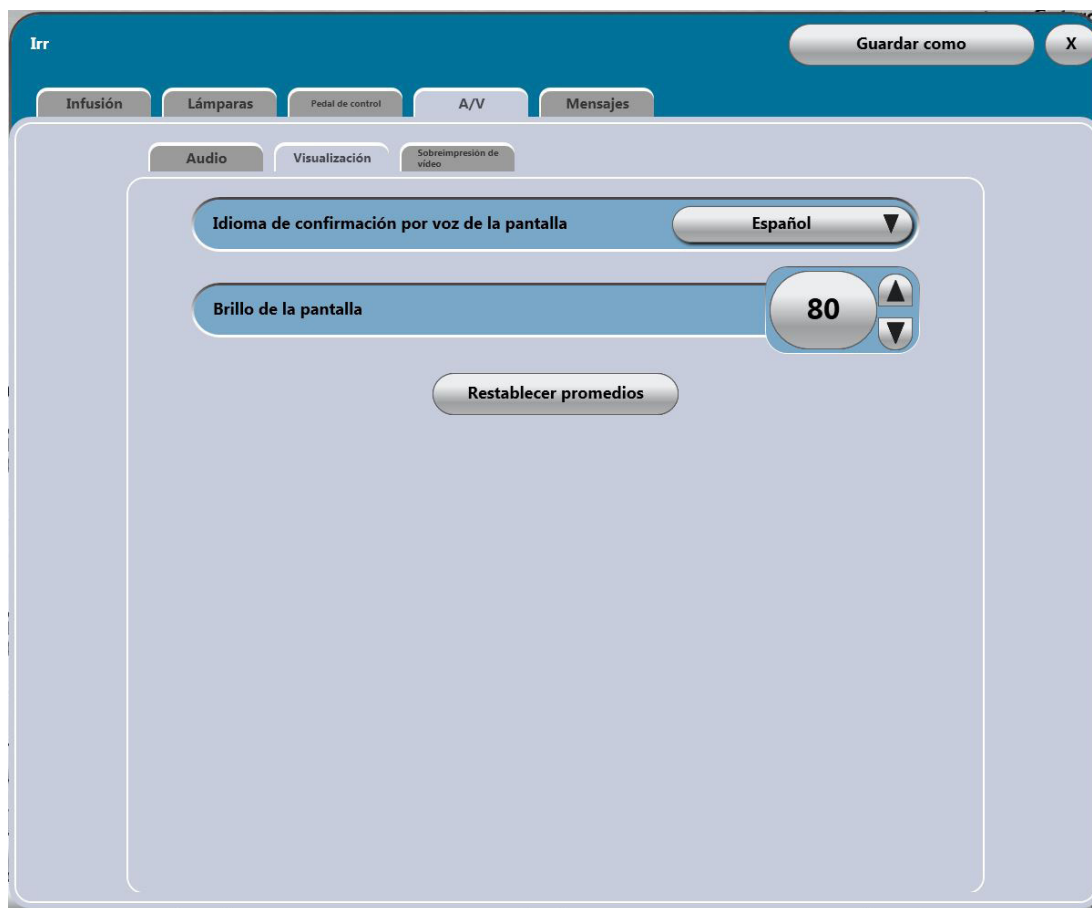 Irr
Guardar como
X
Infusión
Lámparas
Pedal de control
A/V
Mensajes
Audio
Visualización
Sobreimpresión de
vídeo
Idioma de confirmación por voz de la pantalla
Español
Brillo de la pantalla
80
Restablecer promedios